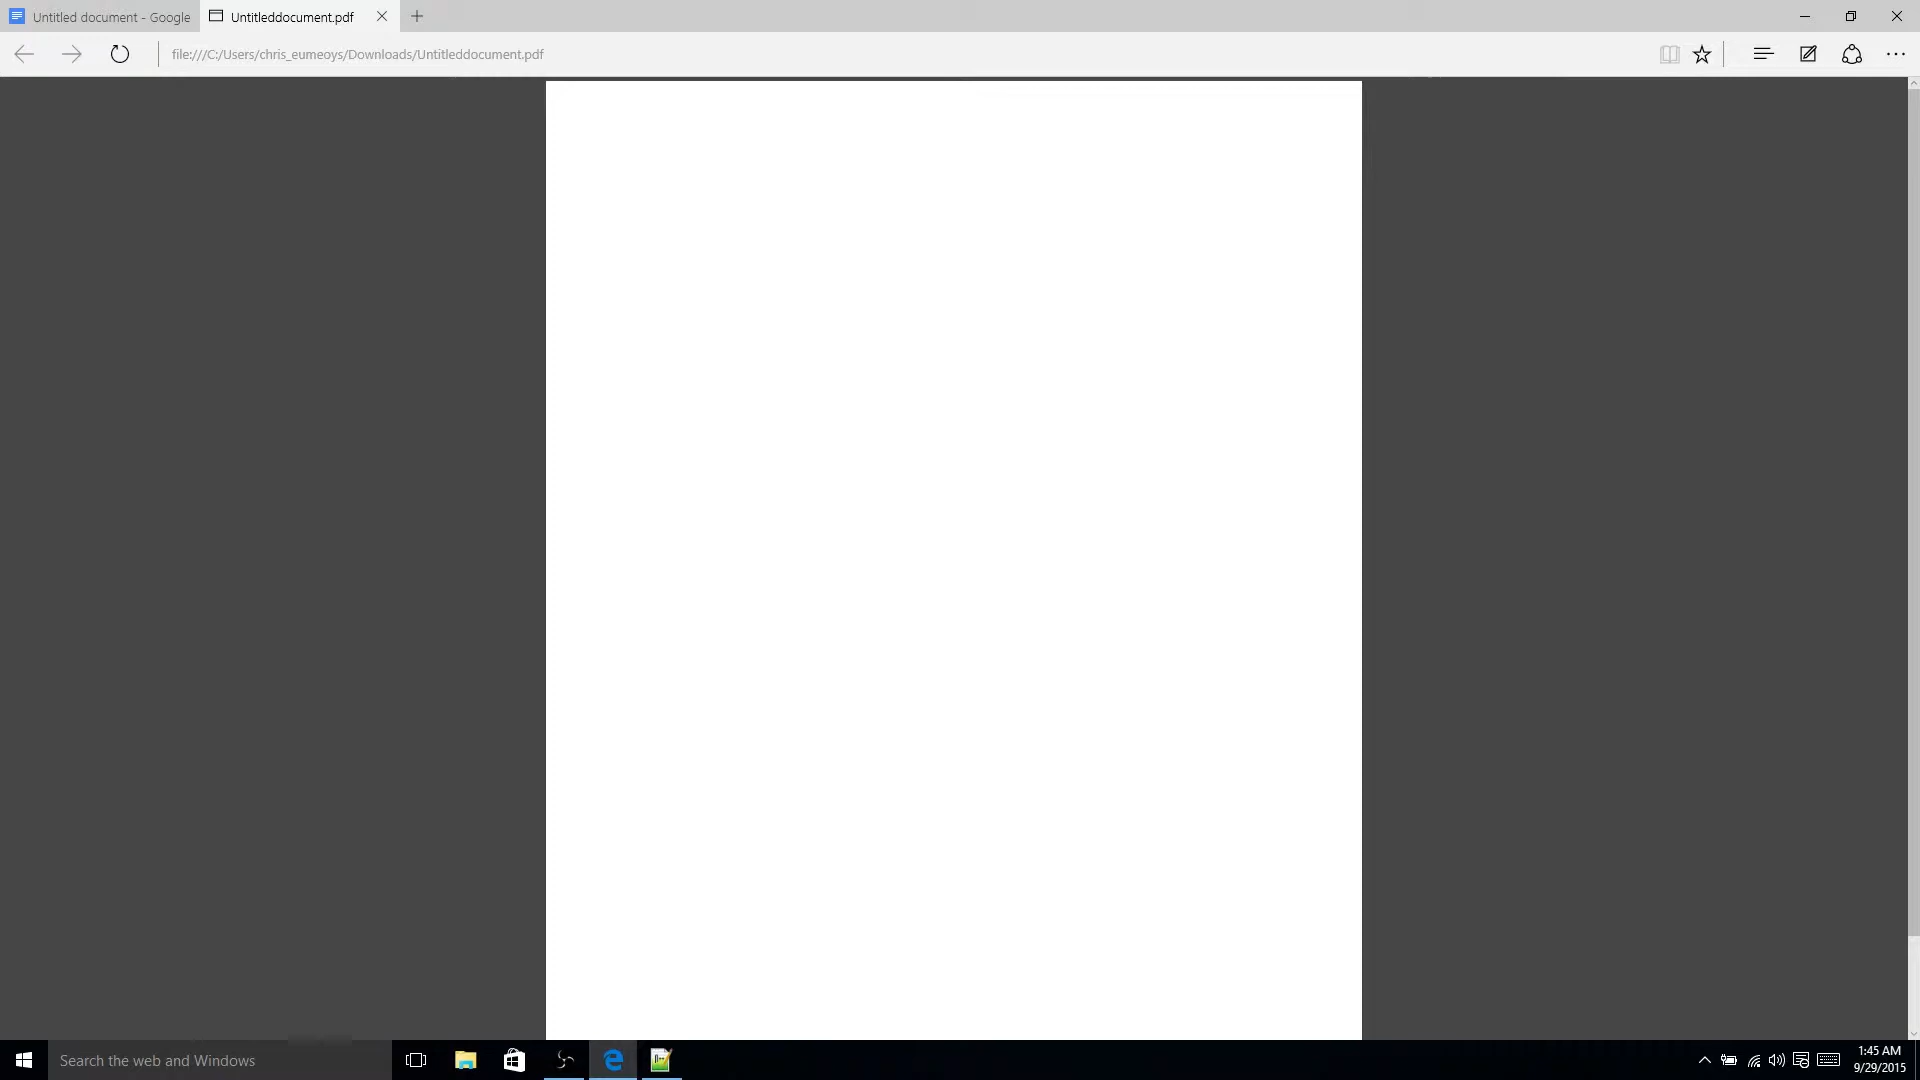 Untitled document - Google
Untitleddocument.pdf
file:///C:/Users/chris_eumeoys/Downloads/Untitleddocument.pdf
Search the web and Windows
1:45 AM
9/29/2015